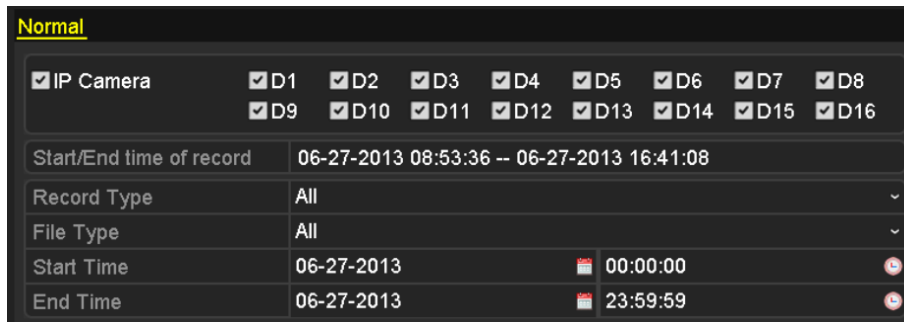 Normal
IP Camera D1 D2 D3 D4 D5 D6 D7 D8
D9 D10 D11 D12 D13 D14 D15 D16
Start/End time of record 06-27-2013 08:53:36 -- 06-27-2013 16:41:08
Record Type All
File Type All
Start Time 06-27-2013 00:00:00
End Time 06-27-2013 23:59:59